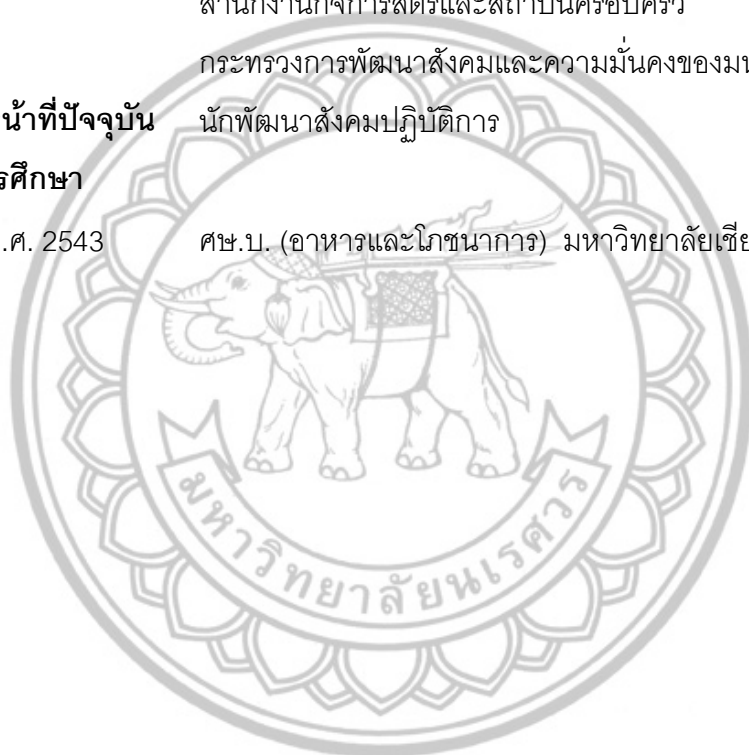 สำนักงานกิจการสตรีและสถาบันครอบครัว
กระทรวงการพัฒนาสังคมและความมั่นคงของมน
น้าที่ปัจจุบัน นักพัฒนาสังคมปฏิบัติการ
รศึกษา
.ศ. 2543 ศษ.บ. (อาหารและโภชนาการ) มหาวิทยาลัยเชีย
มหาวิทยาลัยนเรศวร